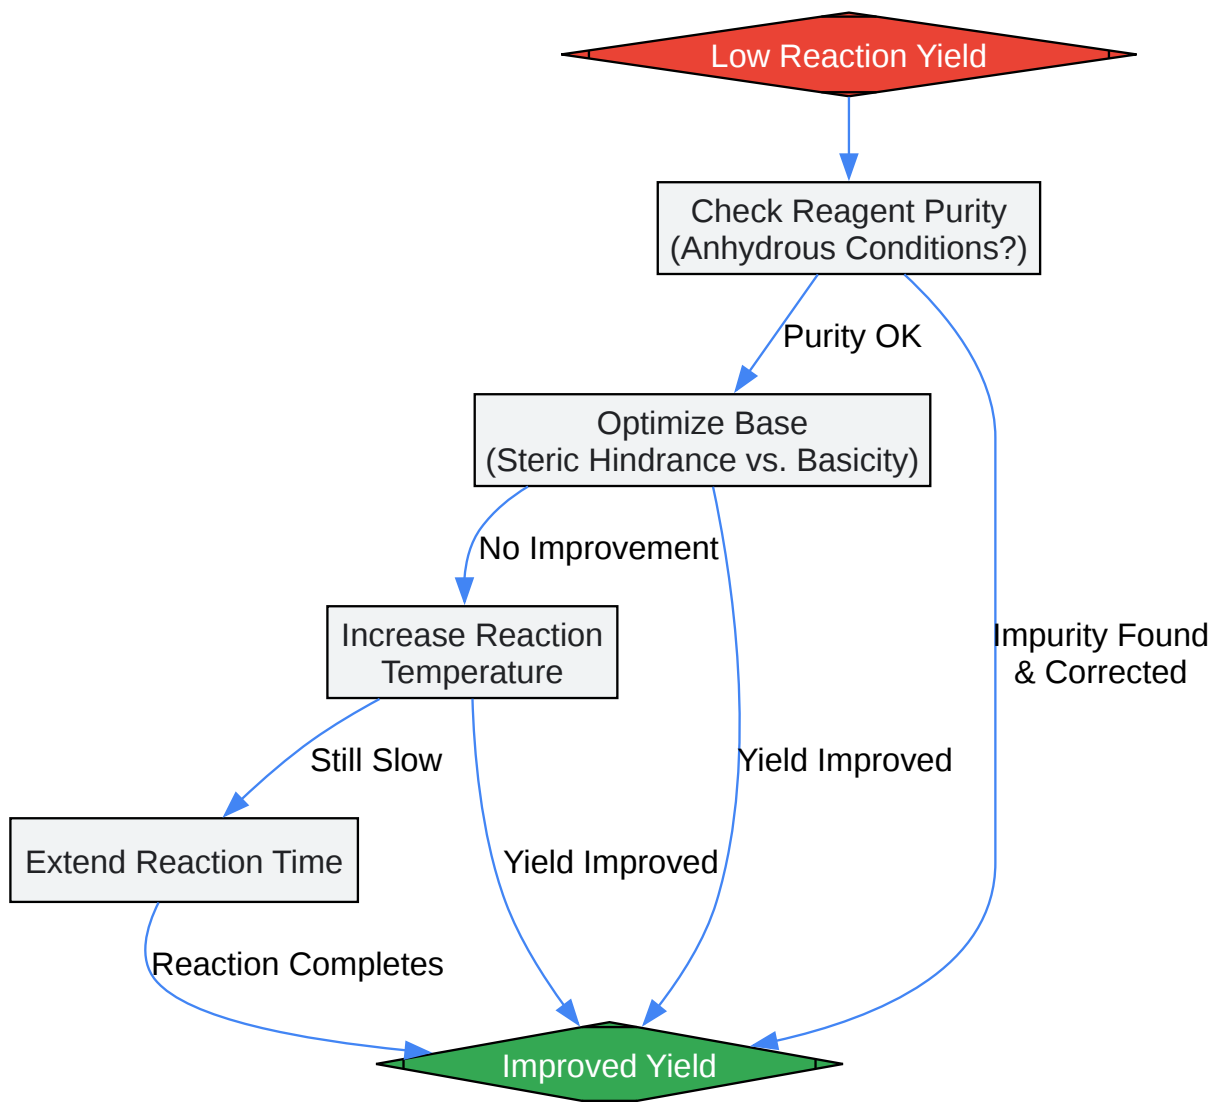 Low Reaction Yield
Check Reagent Purity
(Anhydrous Conditions?)
Purity OK
Optimize Base
(Steric Hindrance vs. Basicity)
No Improvement
Increase Reaction
Temperature
Impurity Found
& Corrected
Still Slow
Yield Improved
Extend Reaction Time
Yield Improved
Reaction Completes
Improved Yield